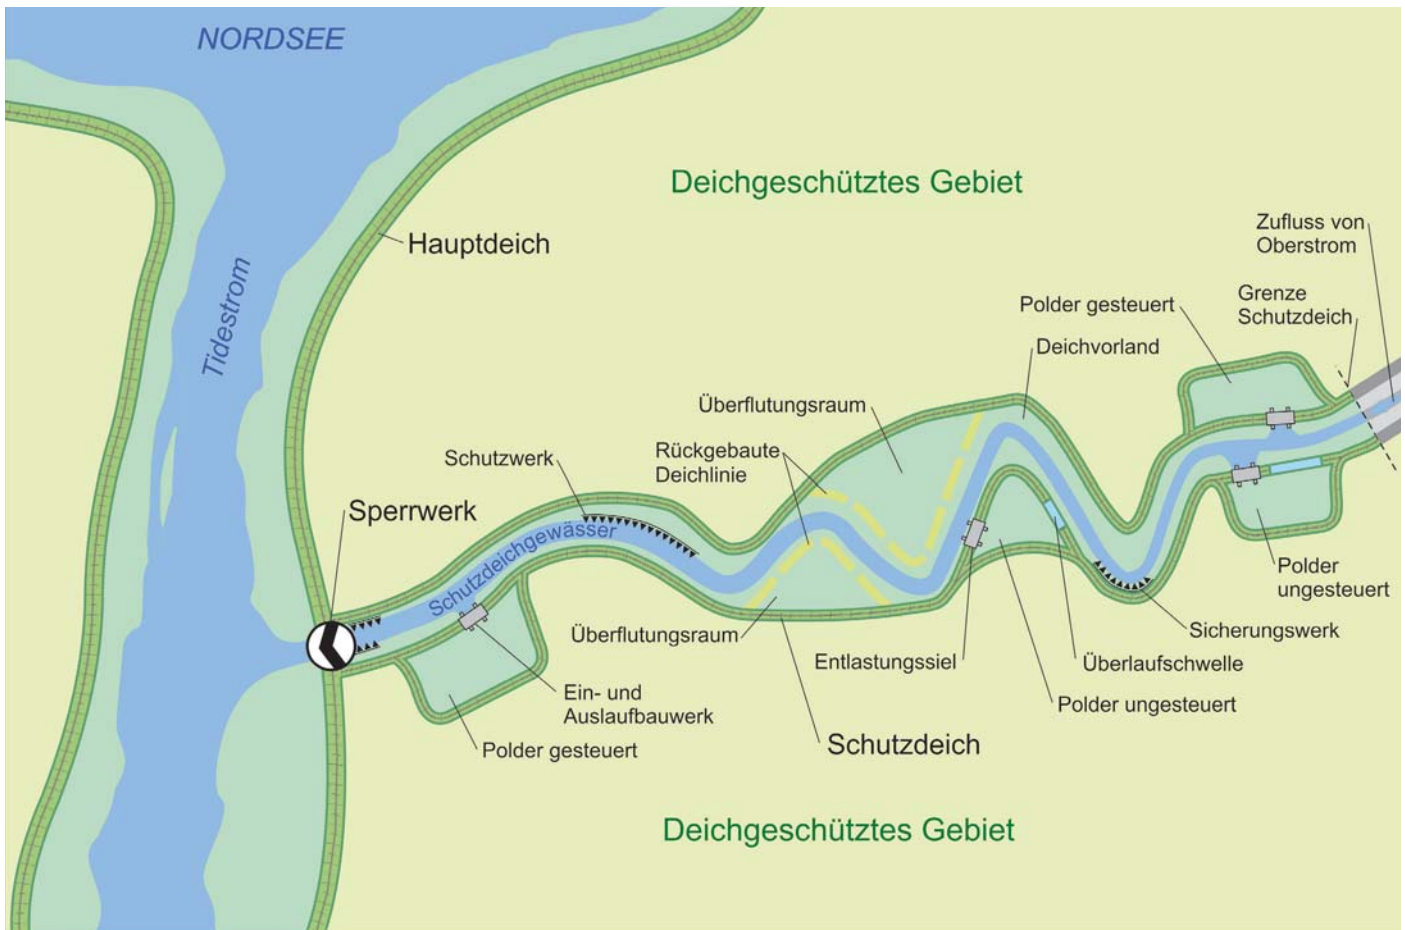 NORDSEE
Deichgeschütztes Gebiet
Zufluss von
Oberstrom
Hauptdeich
Tidestrom
Polder gesteuert
Grenze
Schutzdeich
Deichvorland
Überflutungsraum
Schutzwerk
Rückgebaute
Deichlinie
Sperrwerk
Schutzdeichgewässer
Polder
ungesteuert
Überflutungsraum
Sicherungswerk
Entlastungssiel
Überlaufschwelle
Ein- und
Auslaufbauwerk
Polder ungesteuert
Polder gesteuert
Schutzdeich
Deichgeschütztes Gebiet